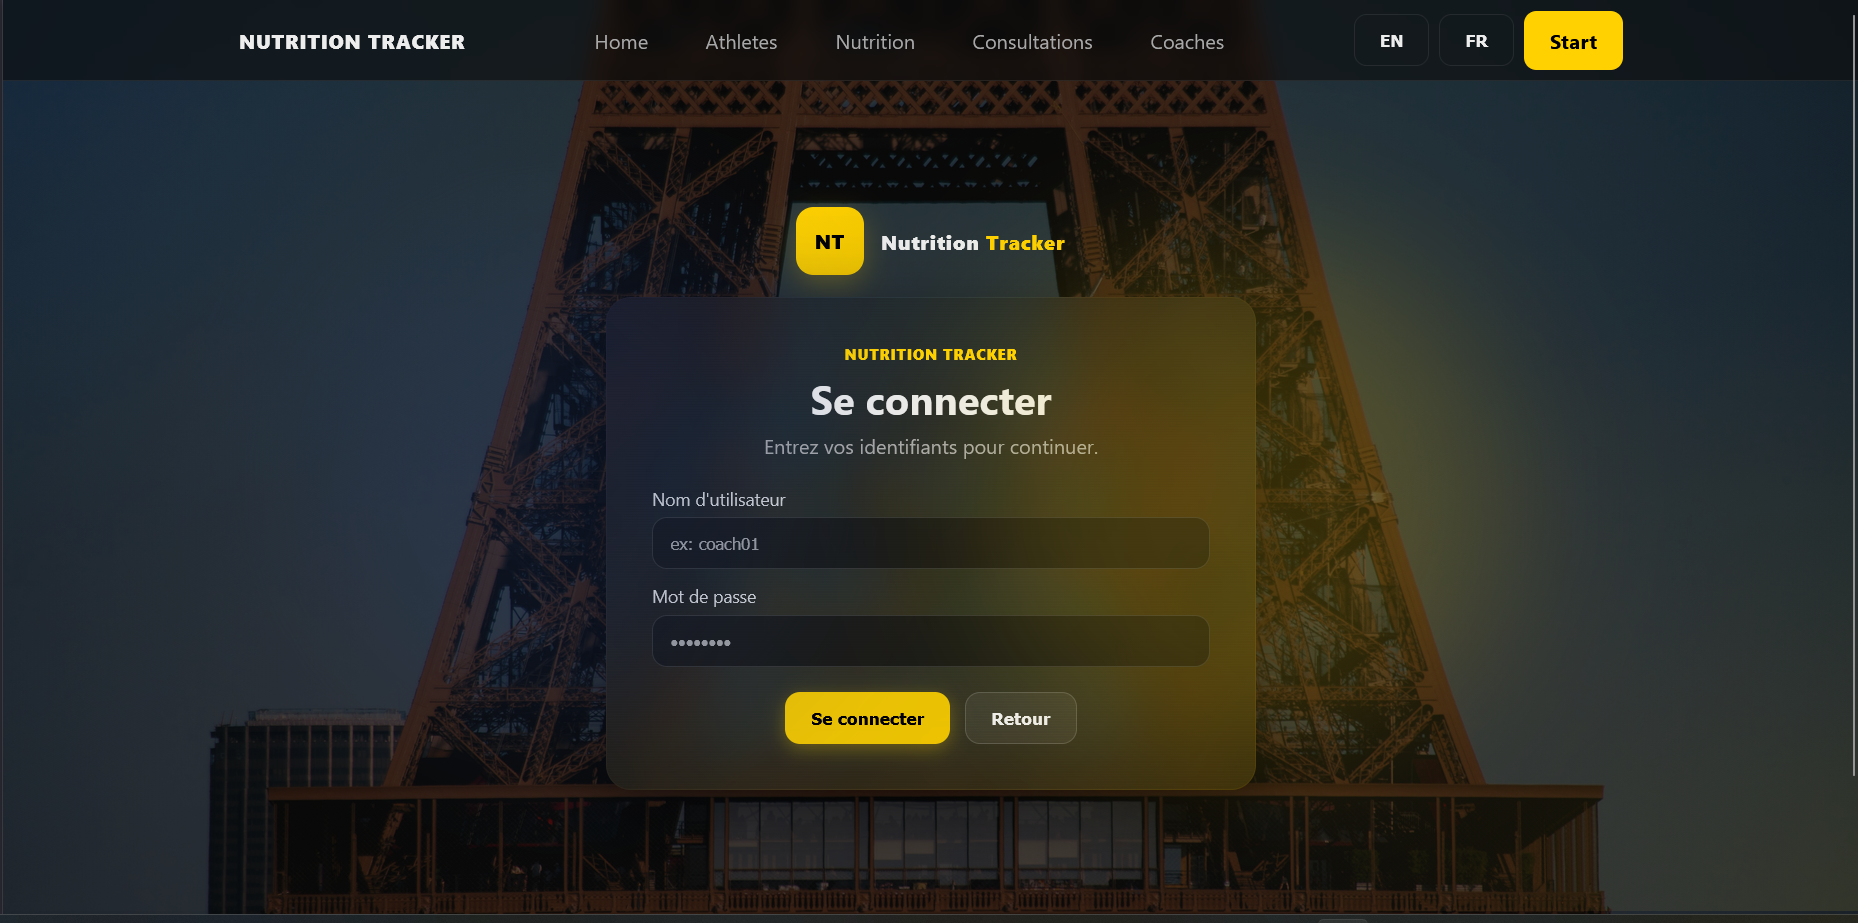 NUTRITION TRACKER Home Athletes Nutrition Consultations Coaches EN FR Start
NT Nutrition Tracker
NUTRITION TRACKER
Se connecter
Entrez vos identifiants pour continuer.
Nom d'utilisateur
ex: coach01
Mot de passe
••••••••
Se connecter Retour